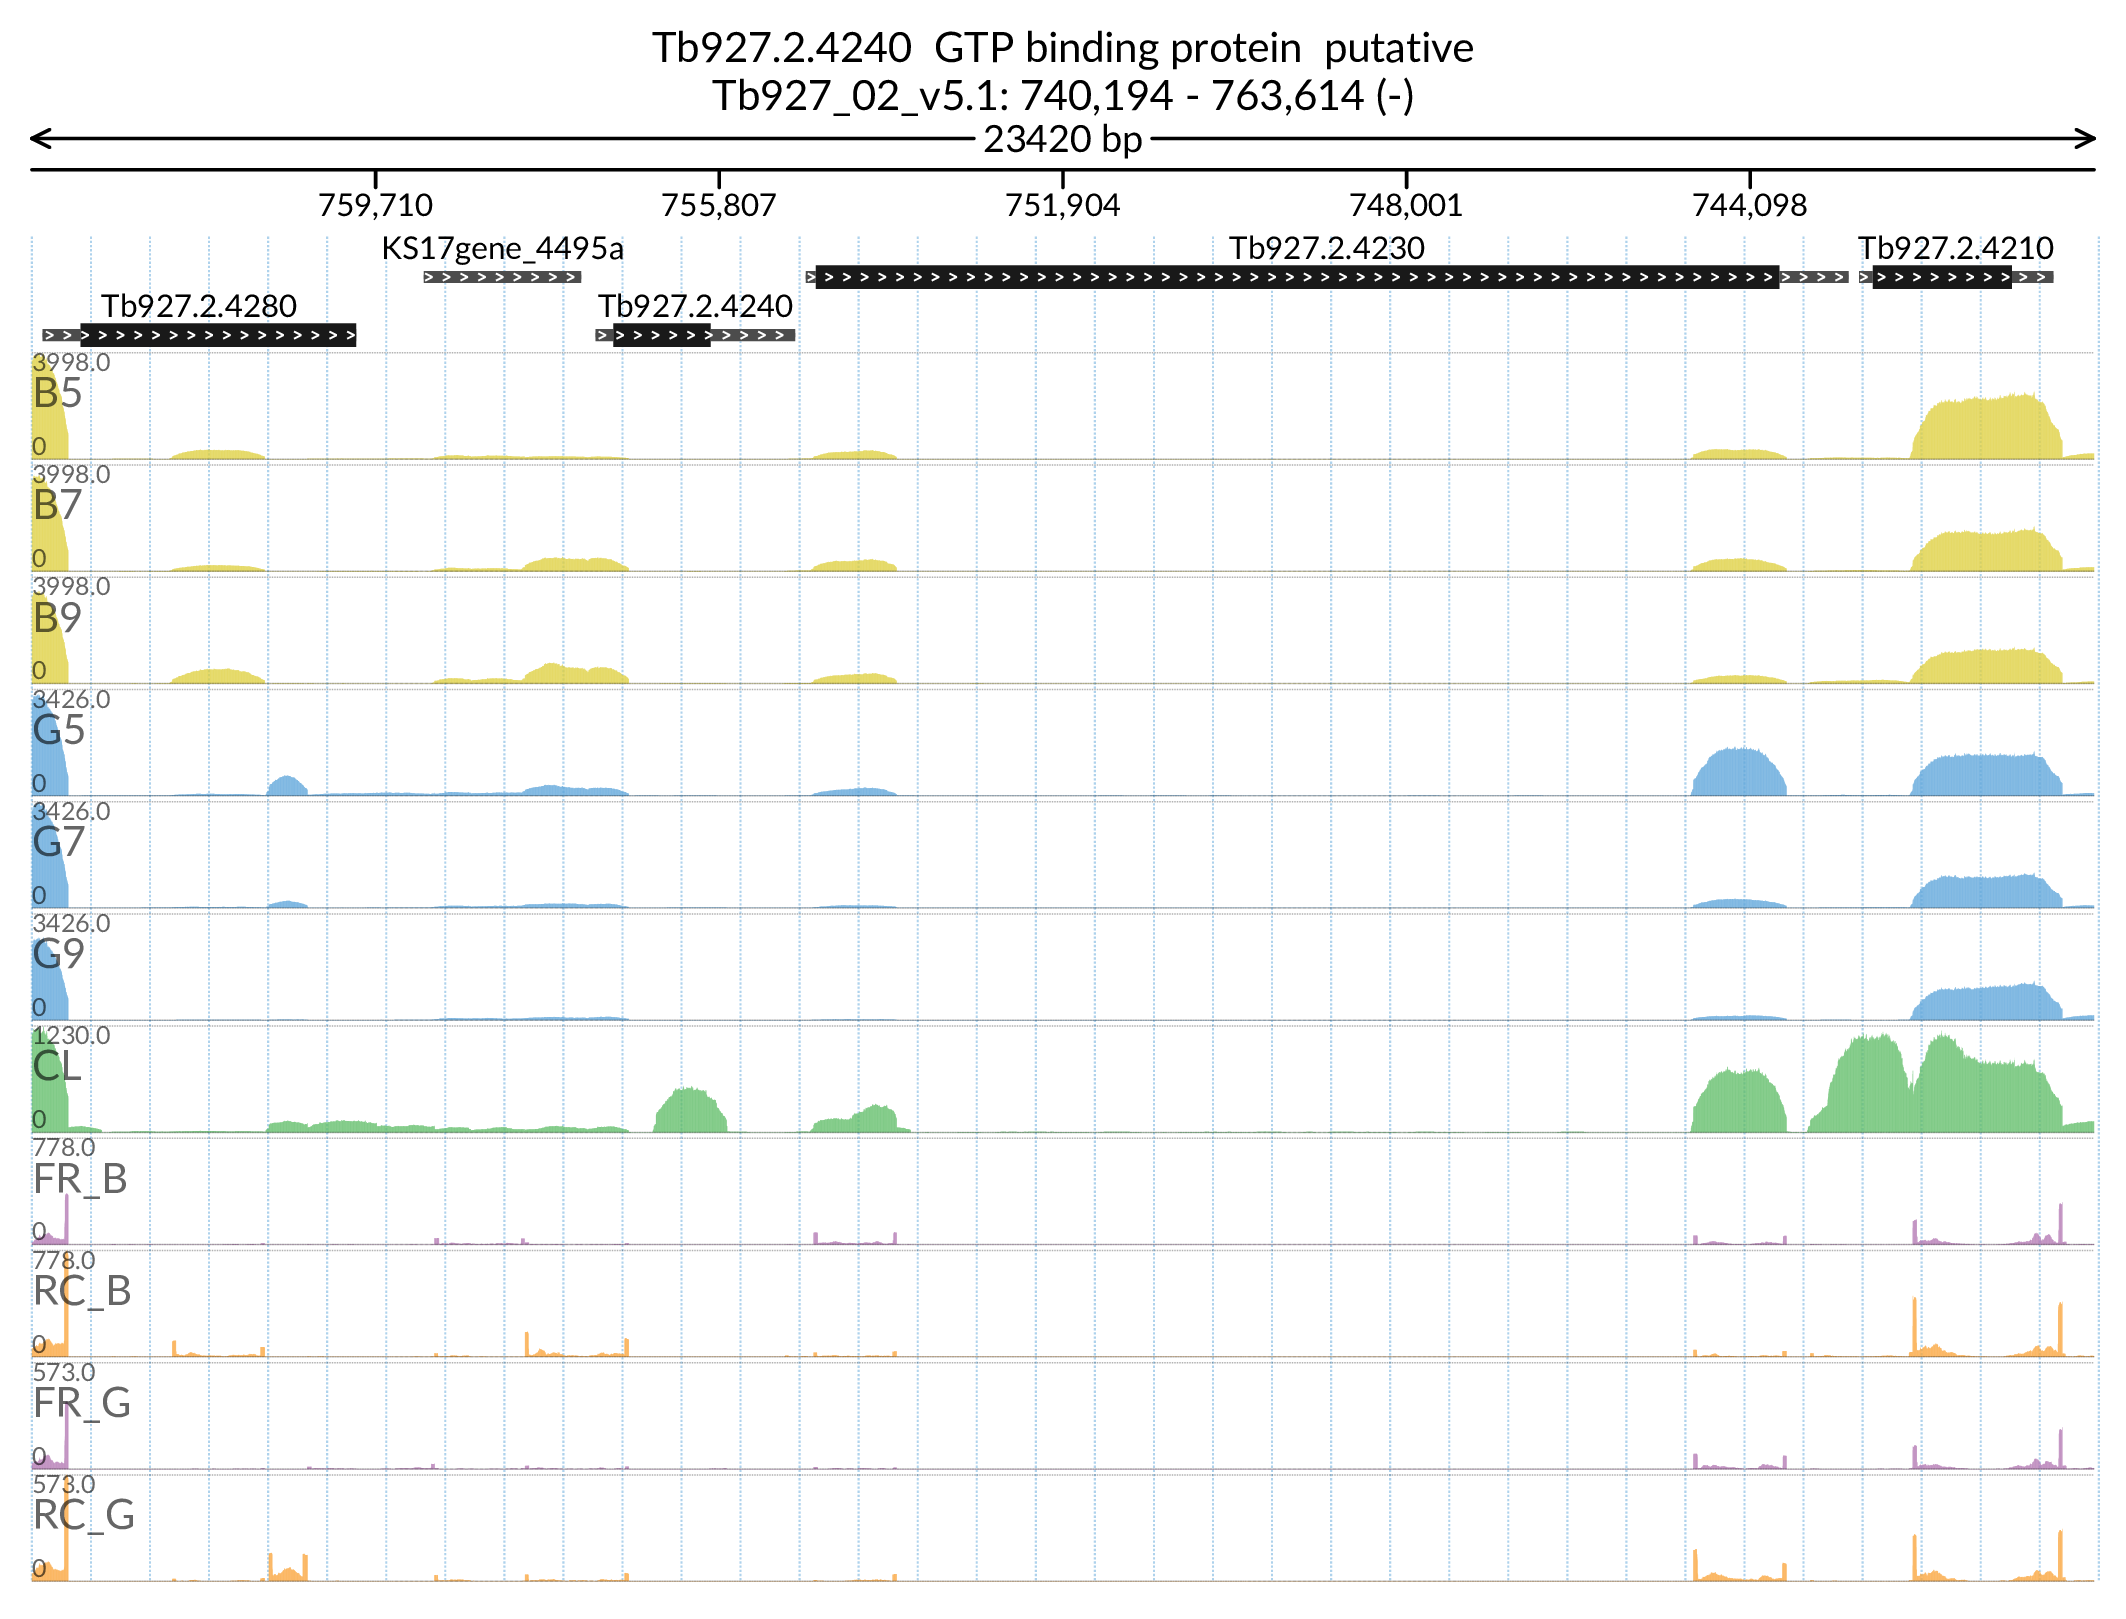 Tb927.2.4240  GTP binding protein  putative
Tb927_02_v5.1: 740,194 - 763,614 (-)
23420 bp
759,710 755,807 751,904 748,001 744,098
KS17gene_4495a Tb927.2.4230 Tb927.2.4210
Tb927.2.4280 Tb927.2.4240
3998.0
B5
0
3998.0
B7
0
3998.0
B9
0
3426.0
G5
0
3426.0
G7
0
3426.0
G9
0
1230.0
CL
0
778.0
FR_B
0
778.0
RC_B
0
573.0
FR_G
0
573.0
RC_G
0